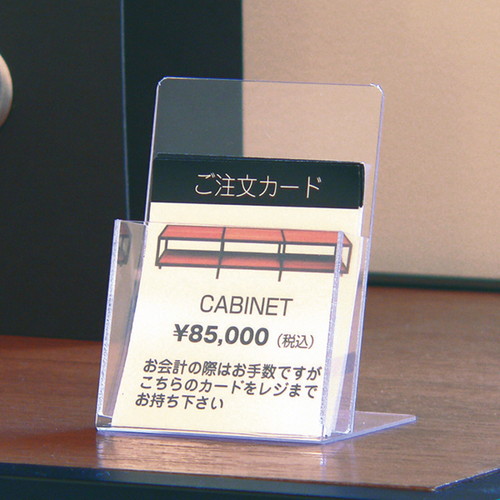 ご注文カード
CABINET
¥85,000(税込)
お会計の際はお手数ですが
こちらのカードをレジまで
お持ち下さい